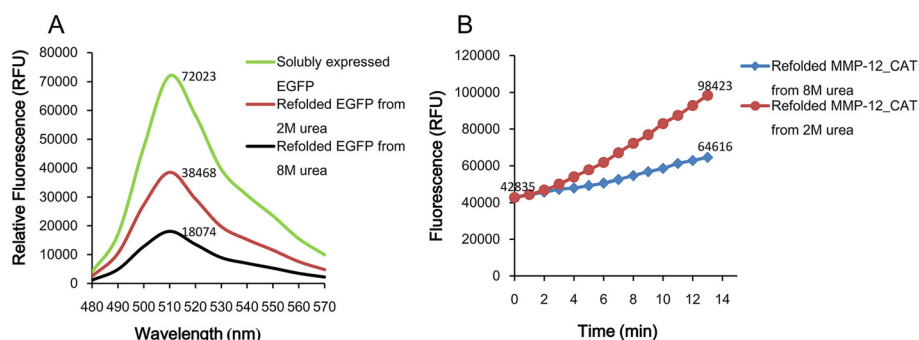 A
Relative Fluorescence (RFU)
80000
70000
60000
50000
40000
30000
20000
10000
0
72023
38468
18074
480 490 500 510 520 530 540 550 560 570
Wavelength (nm)
Solubly expressed
EGFP
Refolded EGFP from
2M urea
Refolded EGFP from
8M urea
B
Fluorescence (RFU)
120000
100000
80000
60000
40000
20000
0
42835
98423
64616
0 2 4 6 8 10 12 14
Time (min)
Refolded MMP-12_CAT
from 8M urea
Refolded MMP-12_CAT
from 2M urea